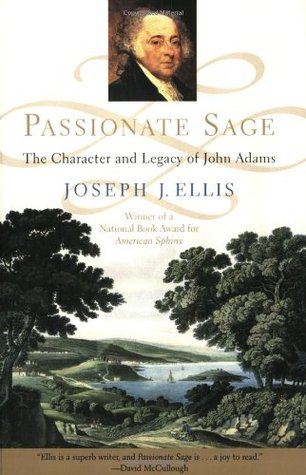 PASSIONATE SAGE
The Character and Legacy of John Adams
JOSEPH J. ELLIS
Winner of a
National Book Award for
American Sphinx
"Ellis is a superb writer, and Passionate Sage is . . . a joy to read."
—David McCullough